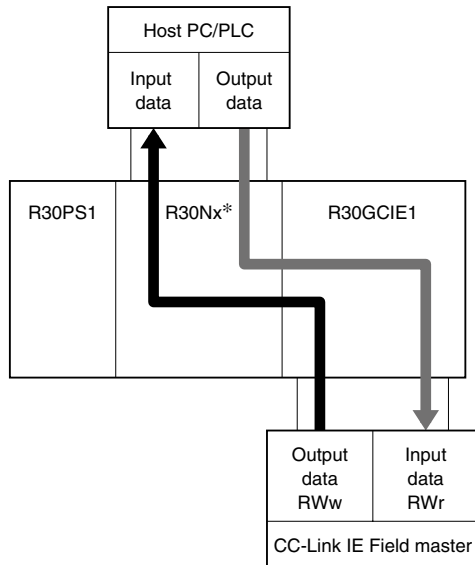 Host PC/PLC
Input
data
Output
data
R30PS1
R30Nx*
R30GCIE1
Output
data
RWw
Input
data
RWr
CC-Link IE Field master